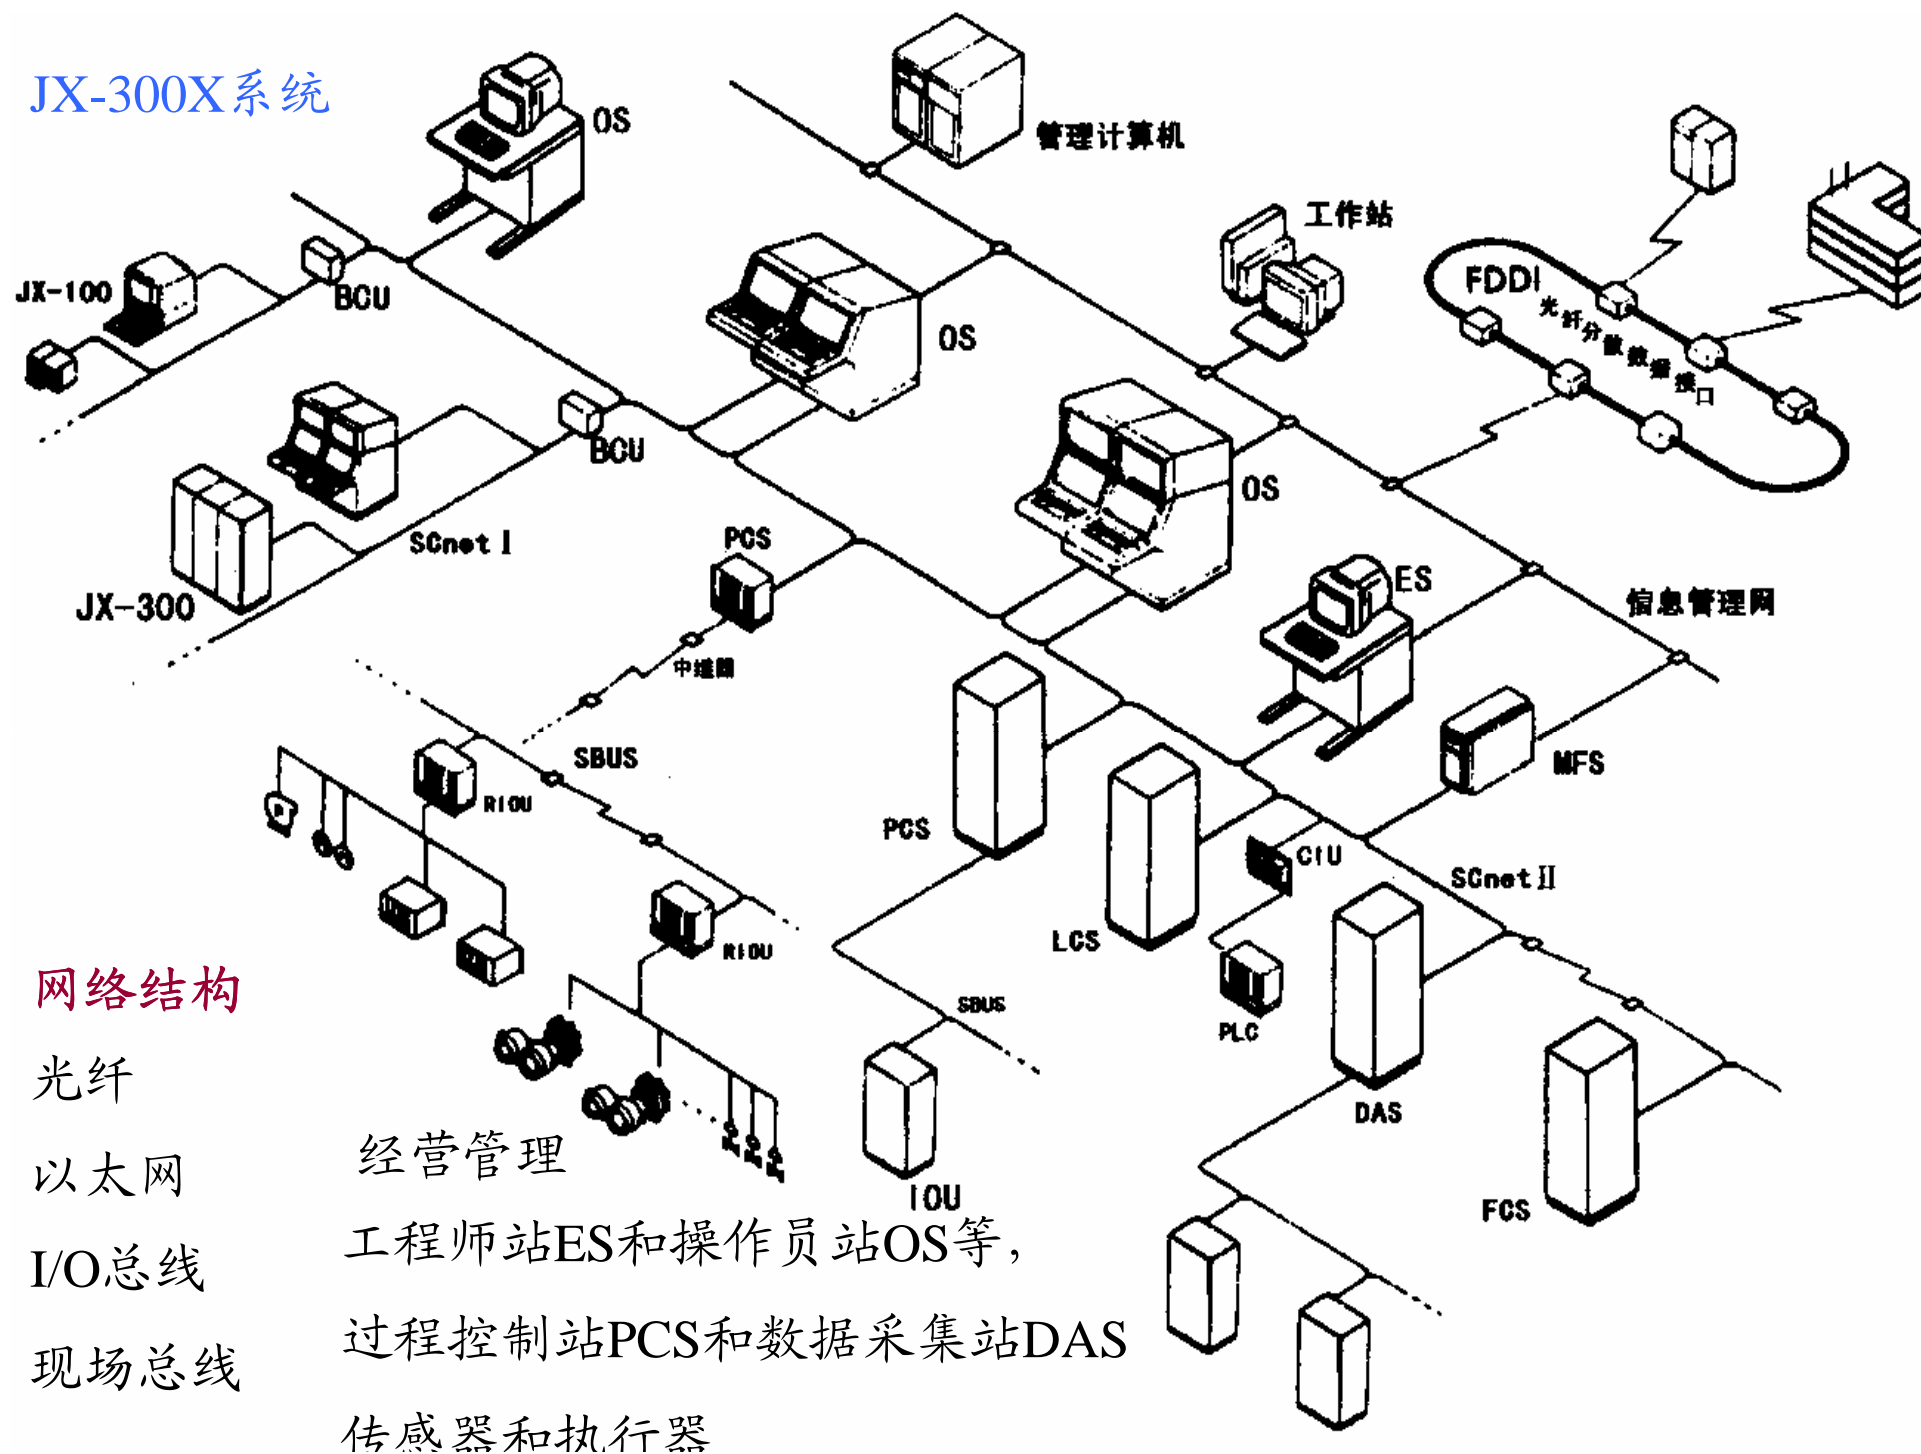 JX-300X系统
OS
管理计算机
工作站
JX-100
BCU
OS
FDDI
光纤分散数据接口
BCU
OS
SCnet Ⅰ
PCS
ES
JX-300
信息管理网
中继器
SBUS
MFS
RIOU
PCS
CIU
SCnet Ⅱ
LCS
RIOU
网络结构
SBUS
PLC
光纤
DAS
以太网
经营管理
IOU
FCS
I/O总线
工程师站ES和操作员站OS等，
现场总线
过程控制站PCS和数据采集站DAS
传感器和执行器